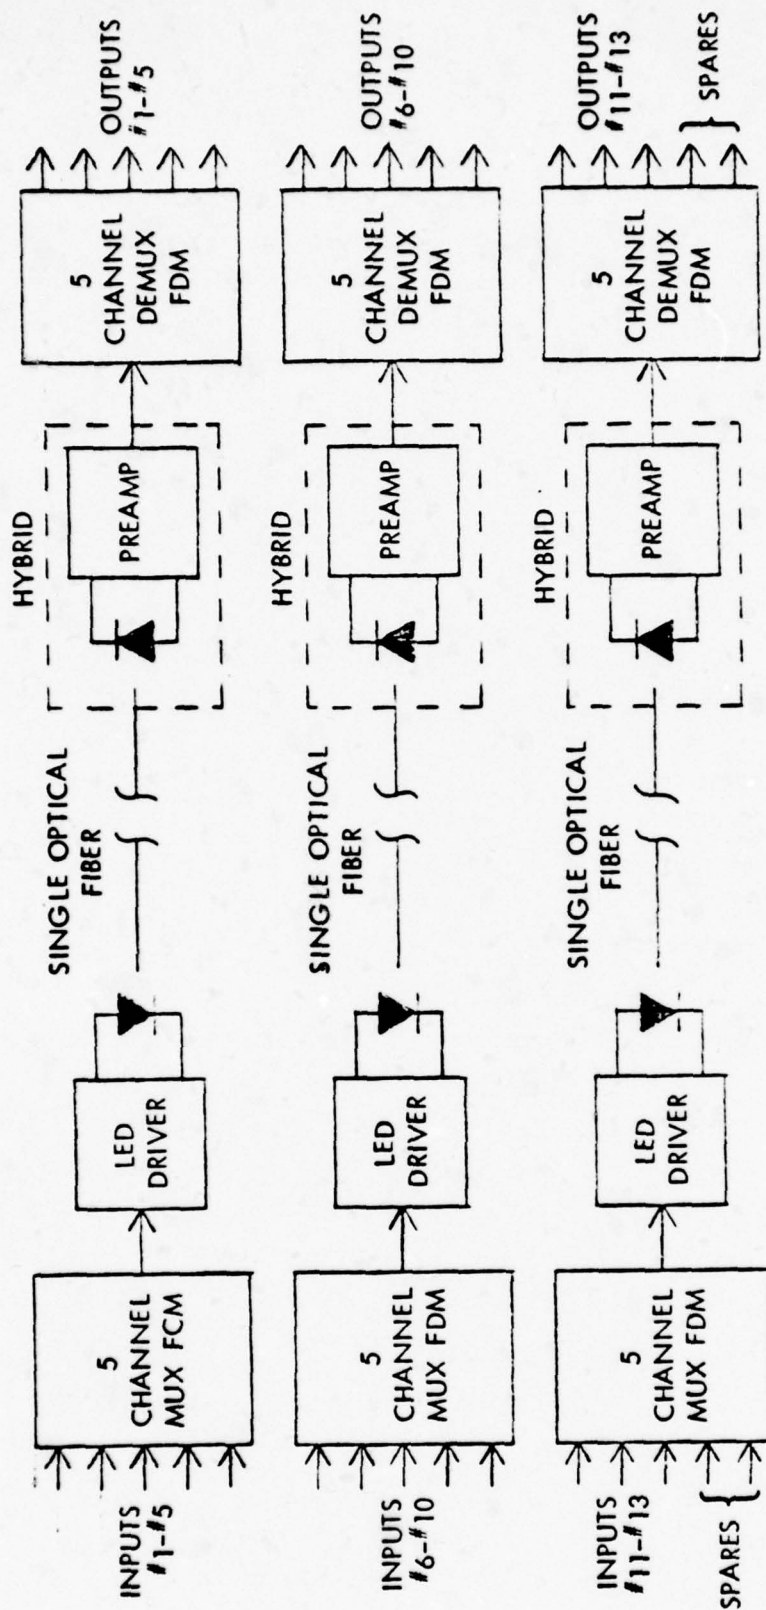 INPUTS
#1-#5
5
CHANNEL
MUX FCM
LED
DRIVER
SINGLE OPTICAL
FIBER
HYBRID
PREAMP
5
CHANNEL
DEMUX
FDM
OUTPUTS
#1-#5
INPUTS
#6-#10
5
CHANNEL
MUX FDM
LED
DRIVER
SINGLE OPTICAL
FIBER
HYBRID
PREAMP
5
CHANNEL
DEMUX
FDM
OUTPUTS
#6-#10
INPUTS
#11-#13
SPARES
5
CHANNEL
MUX FDM
LED
DRIVER
SINGLE OPTICAL
FIBER
HYBRID
PREAMP
5
CHANNEL
DEMUX
FDM
OUTPUTS
#11-#13
SPARES